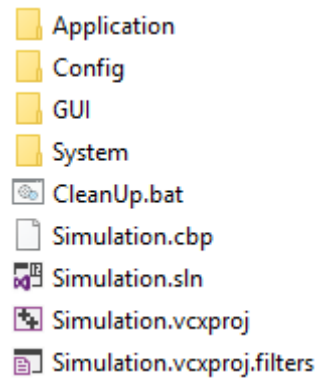 Application
Config
GUI
System
CleanUp.bat
Simulation.cbp
Simulation.sln
Simulation.vcxproj
Simulation.vcxproj.filters